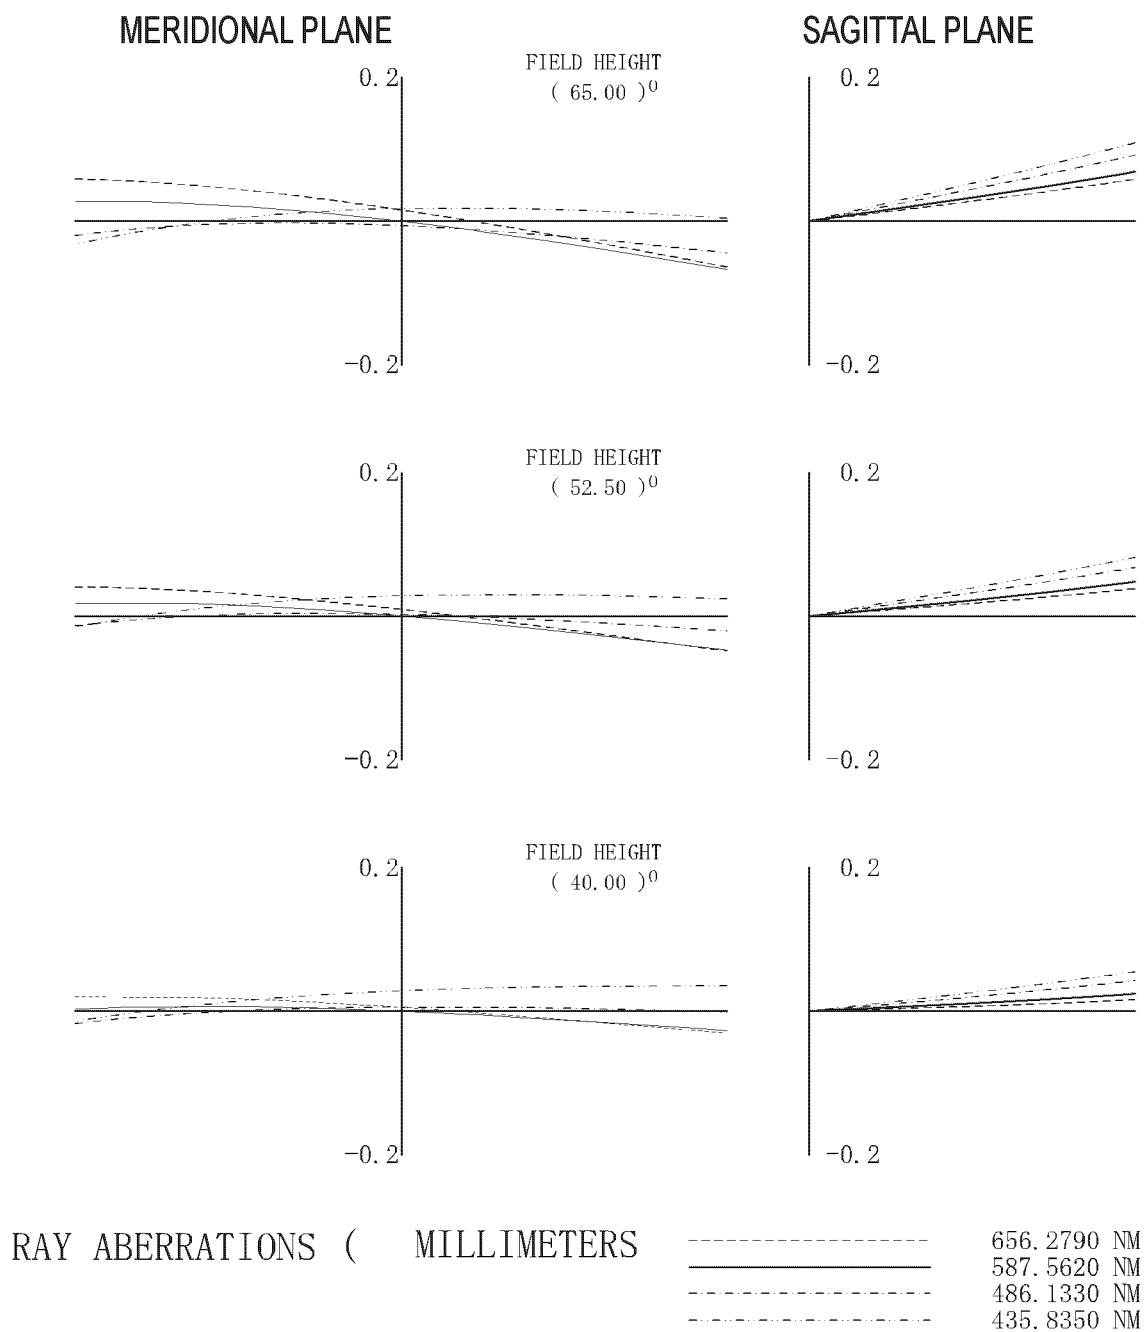 MERIDIONAL PLANE
SAGITTAL PLANE
FIELD HEIGHT
( 65.00 )⁰
0.2
0.2
-0.2
-0.2
FIELD HEIGHT
( 52.50 )⁰
0.2
0.2
-0.2
-0.2
FIELD HEIGHT
( 40.00 )⁰
0.2
0.2
-0.2
-0.2
RAY ABERRATIONS ( MILLIMETERS
656.2790 NM
587.5620 NM
486.1330 NM
435.8350 NM